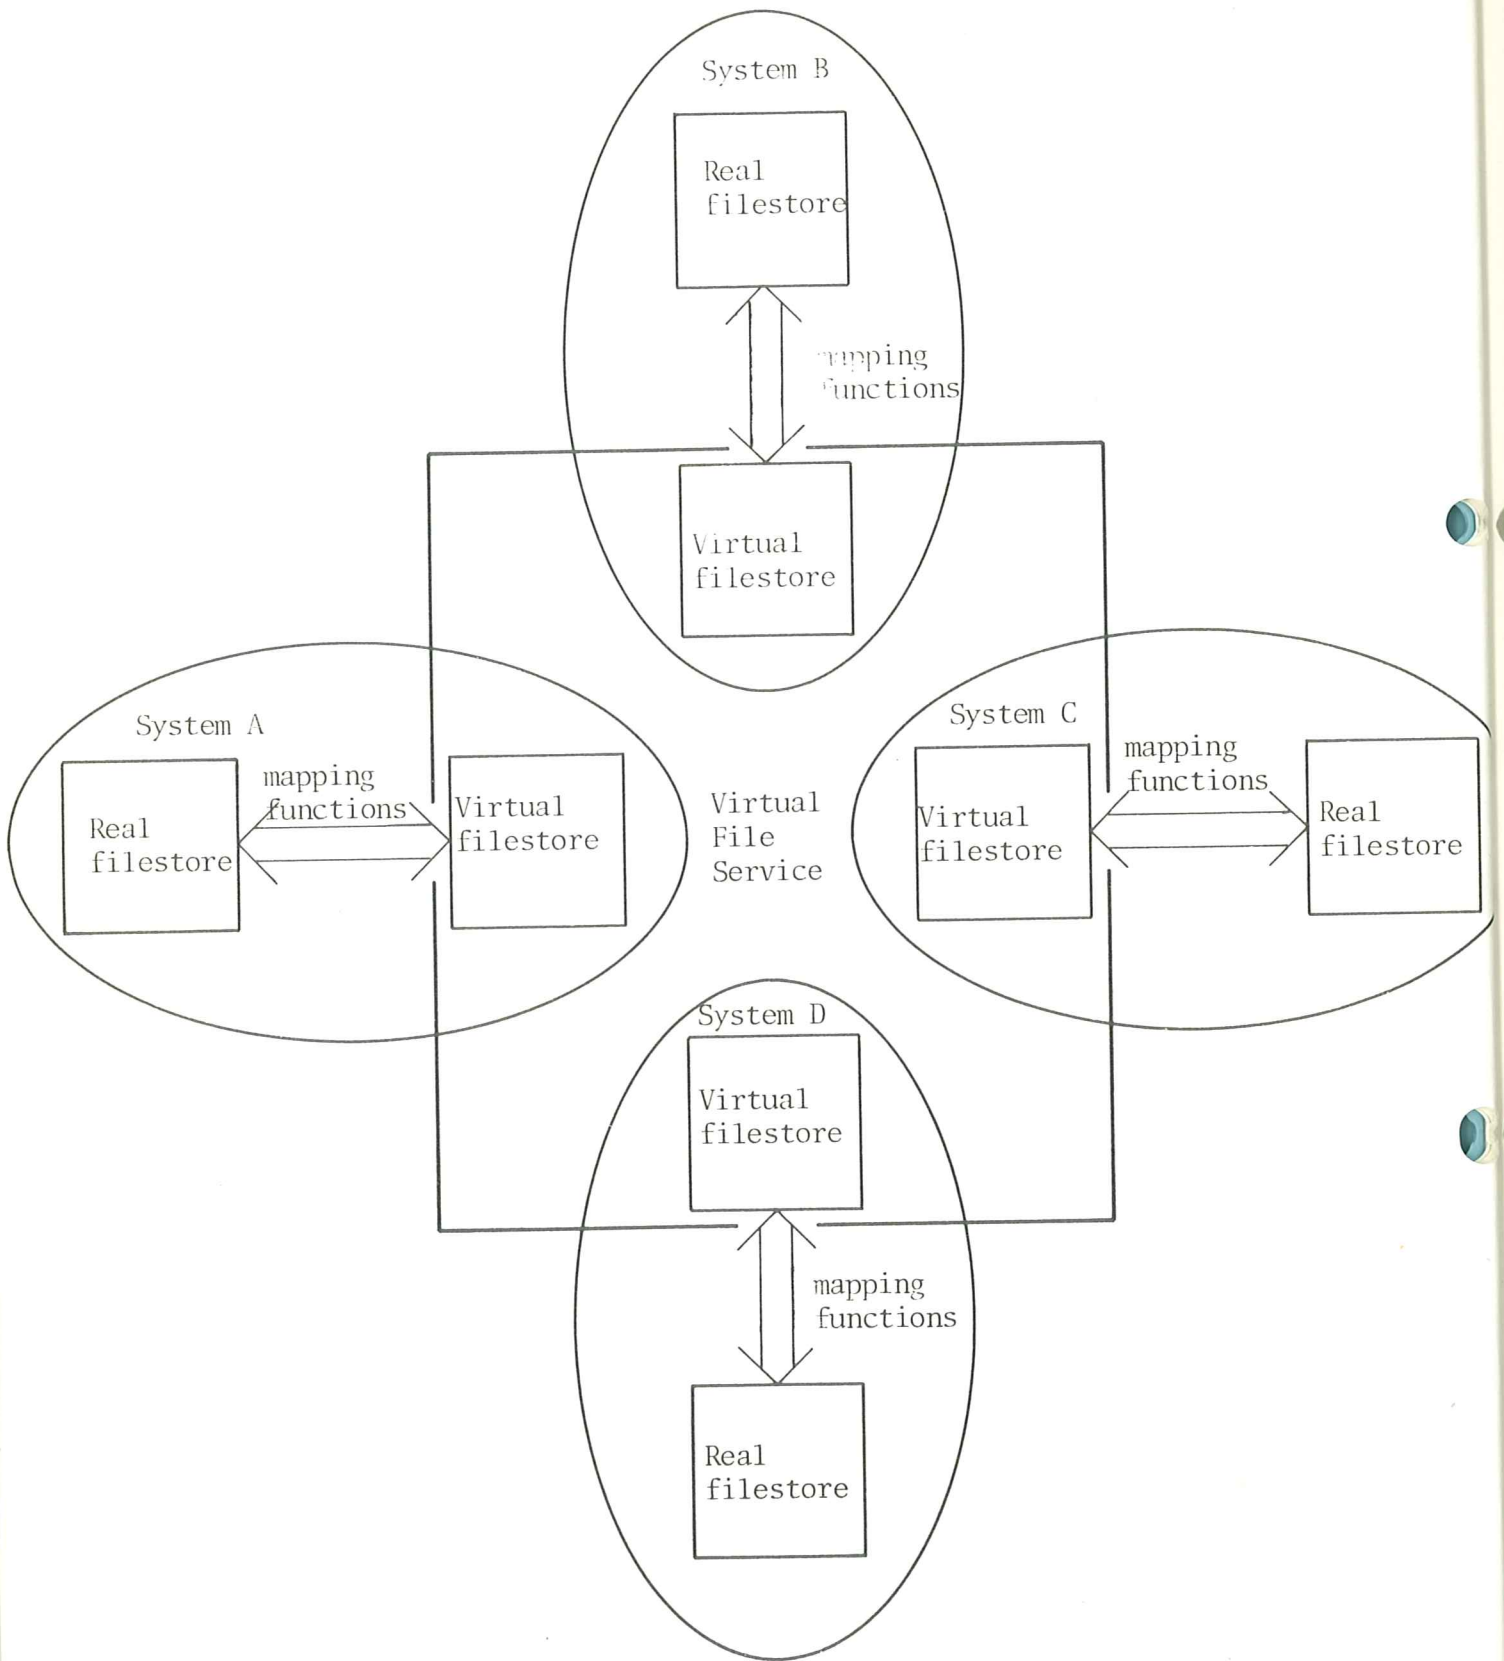 System B
Real
filestore
mapping
functions
Virtual
filestore
System A
mapping
functions
Real
filestore
Virtual
filestore
Virtual
File
Service
System C
mapping
functions
Virtual
filestore
Real
filestore
System D
Virtual
filestore
mapping
functions
Real
filestore